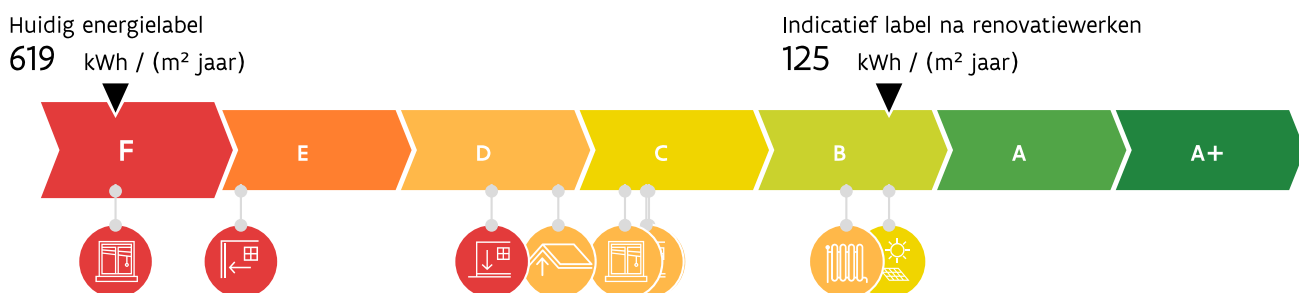 Huidig energielabel
619 kWh / (m² jaar)
Indicatief label na renovatiewerken
125 kWh / (m² jaar)
F E D C B A A+